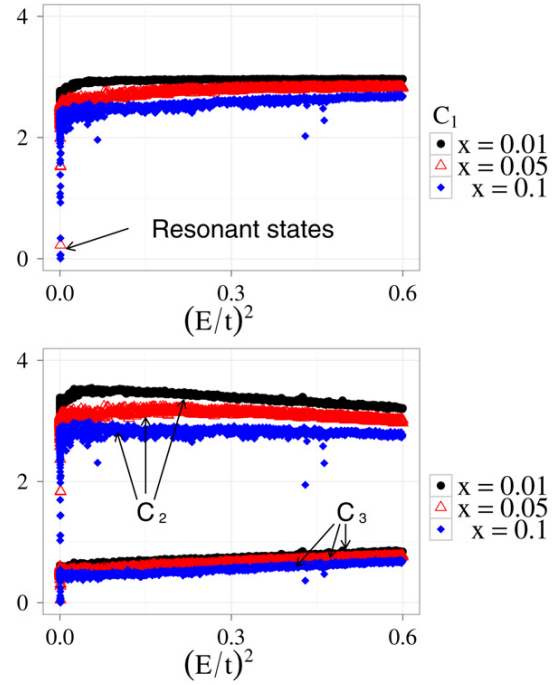 4
2
0
Resonant states
0.0 0.3 0.6
(E/t)²
C₁
x = 0.01
x = 0.05
x = 0.1
4
2
0
C₂
C₃
0.0 0.3 0.6
(E/t)²
x = 0.01
x = 0.05
x = 0.1